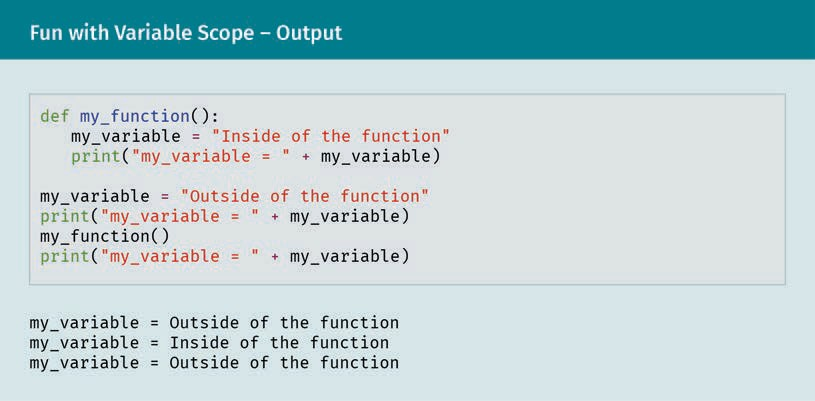 Fun with Variable Scope – Output
def my_function():
   my_variable = "Inside of the function"
   print("my_variable = " + my_variable)
my_variable = "Outside of the function"
print("my_variable = " + my_variable)
my_function()
print("my_variable = " + my_variable)
my_variable = Outside of the function
my_variable = Inside of the function
my_variable = Outside of the function